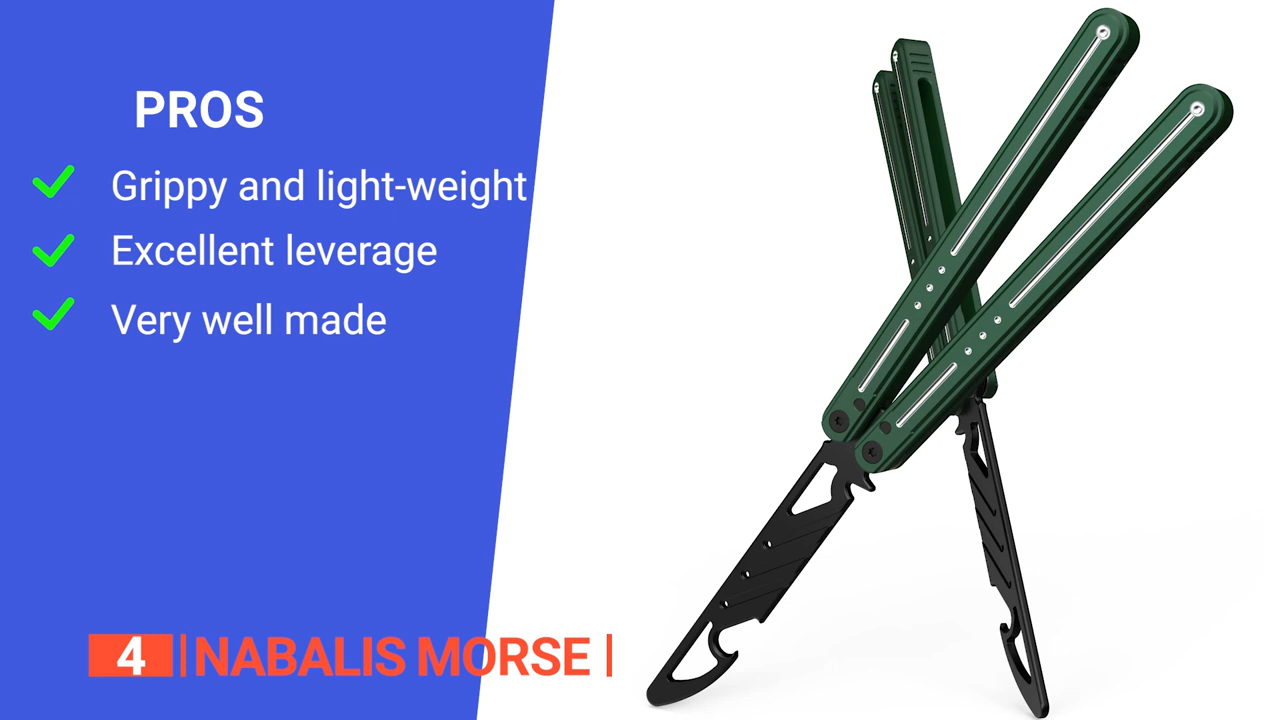 PROS
Grippy and light-weight
Excellent leverage
Very well made
4 NABALIS MORSE